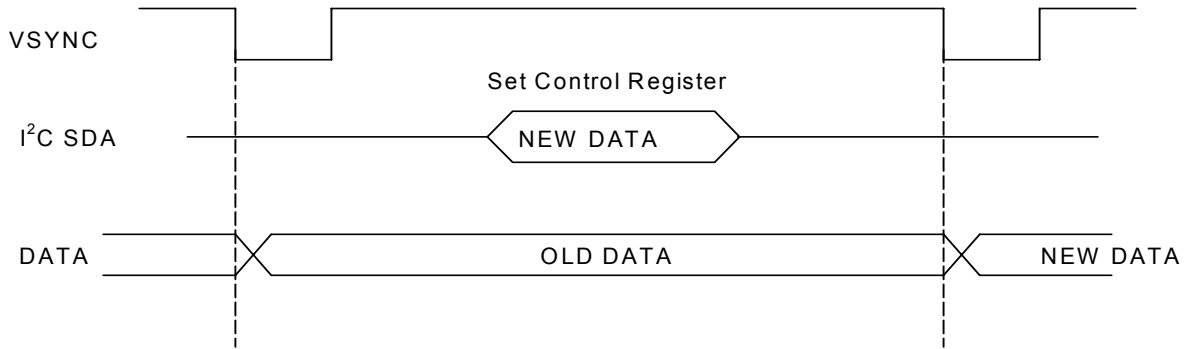 VSYNC
Set Control Register
I²C SDA
NEW DATA
DATA
OLD DATA
NEW DATA